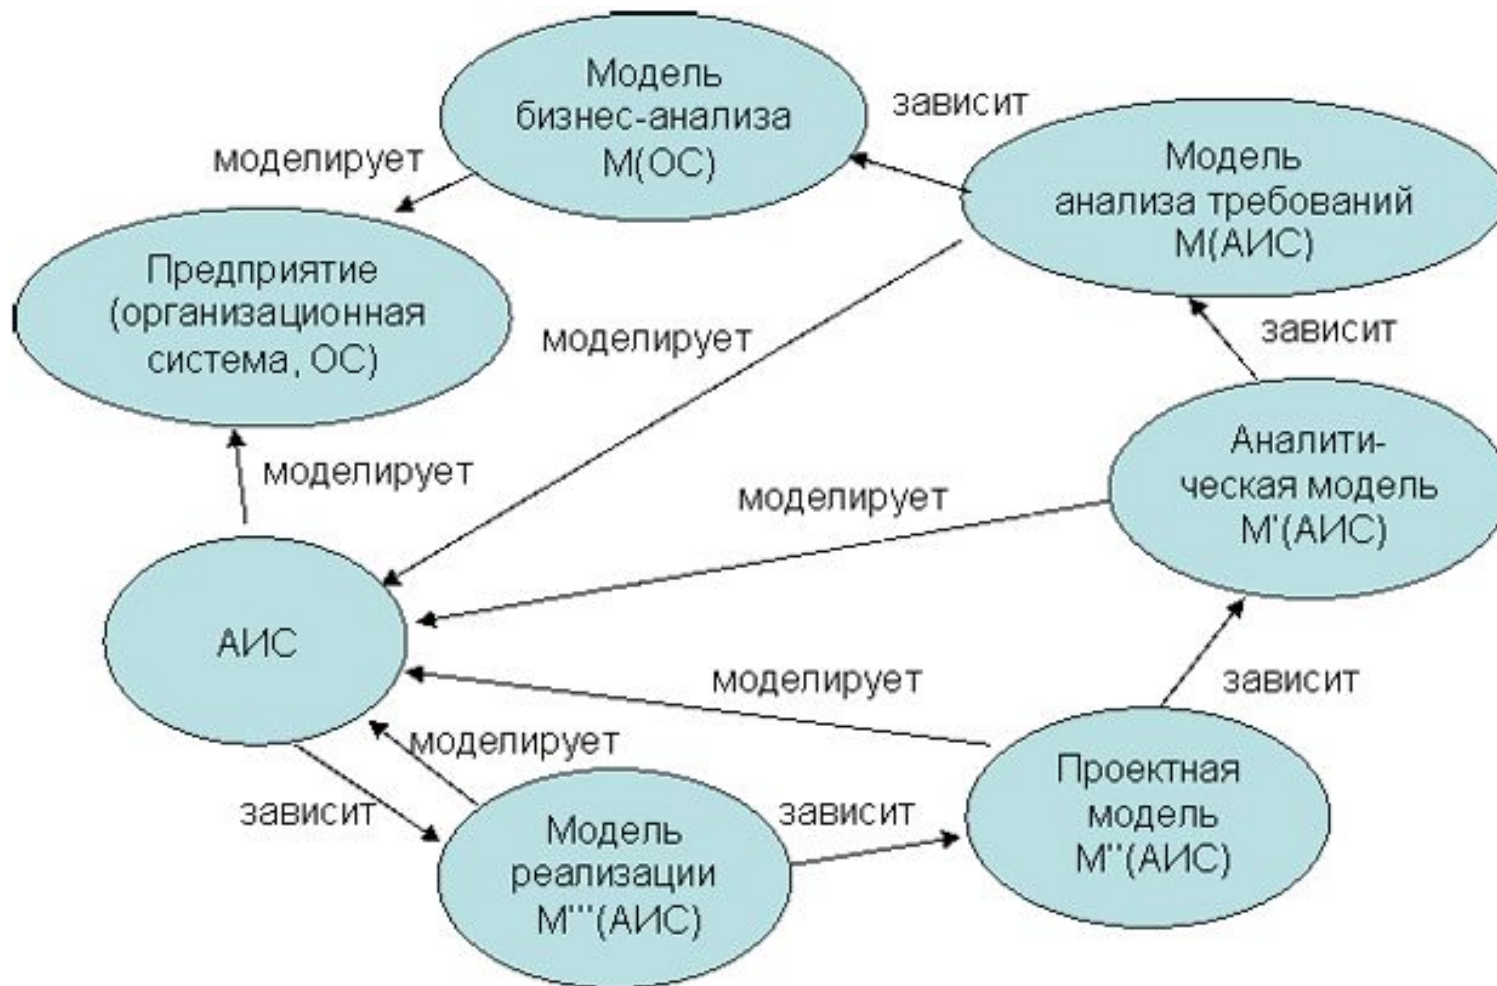 Модель
бизнес-анализа
М(ОС)
зависит
моделирует
Модель
анализа требований
М(АИС)
Предприятие
(организационная
система, ОС)
моделирует
зависит
моделирует
Аналити-
ческая модель
М'(АИС)
моделирует
АИС
моделирует
зависит
моделирует
зависит
Модель
реализации
М'''(АИС)
зависит
Проектная
модель
М''(АИС)